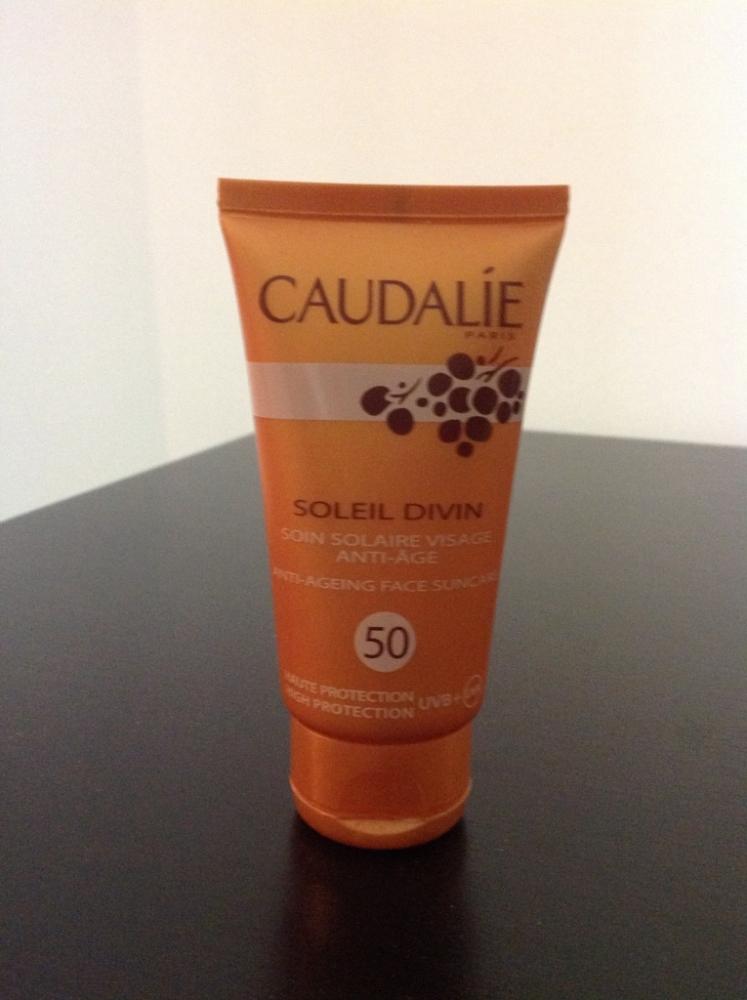 CAUDALÍE
PARIS
SOLEIL DIVIN
SOIN SOLAIRE VISAGE
ANTI-ÂGE
ANTI-AGEING FACE SUNCARE
50
HAUTE PROTECTION
HIGH PROTECTION UVB+UVA